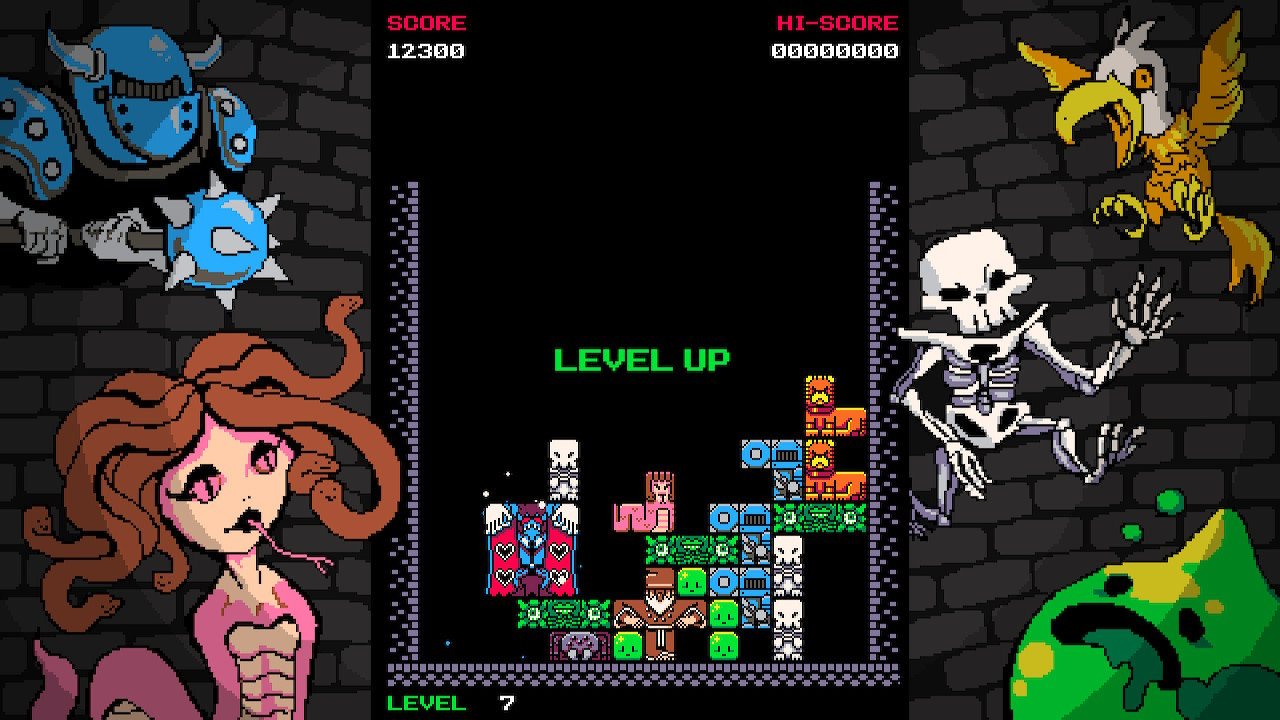 SCORE
HI-SCORE
12300
00000000
LEVEL UP
LEVEL 7